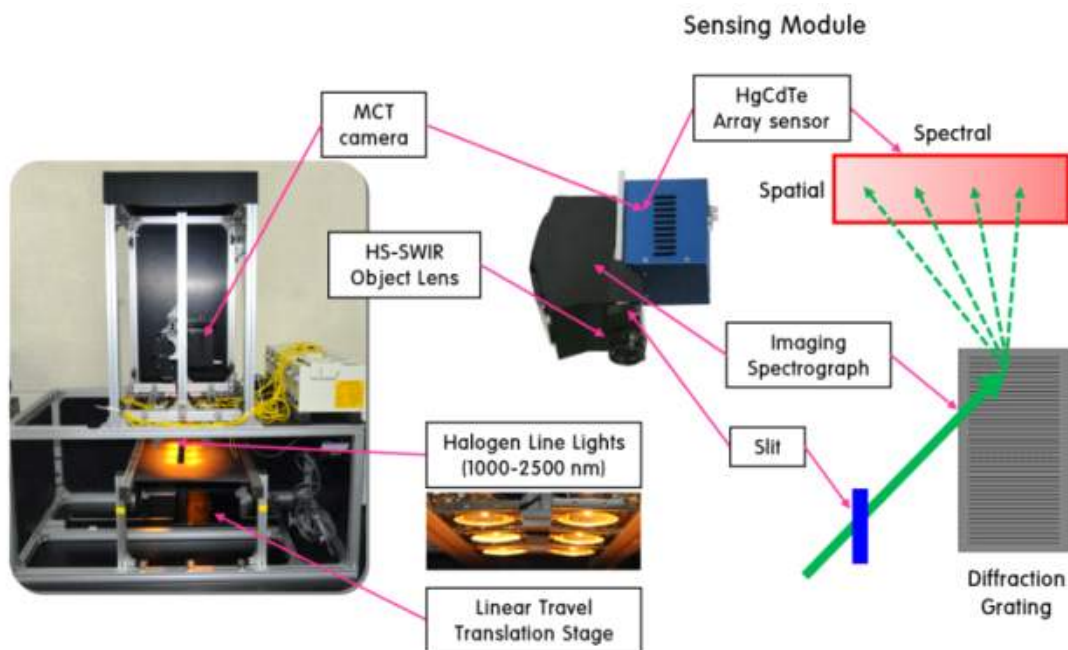 Sensing Module
MCT
camera
HgCdTe
Array sensor
Spectral
Spatial
HS-SWIR
Object Lens
Imaging
Spectrograph
Halogen Line Lights
(1000-2500 nm)
Slit
Linear Travel
Translation Stage
Diffraction
Grating